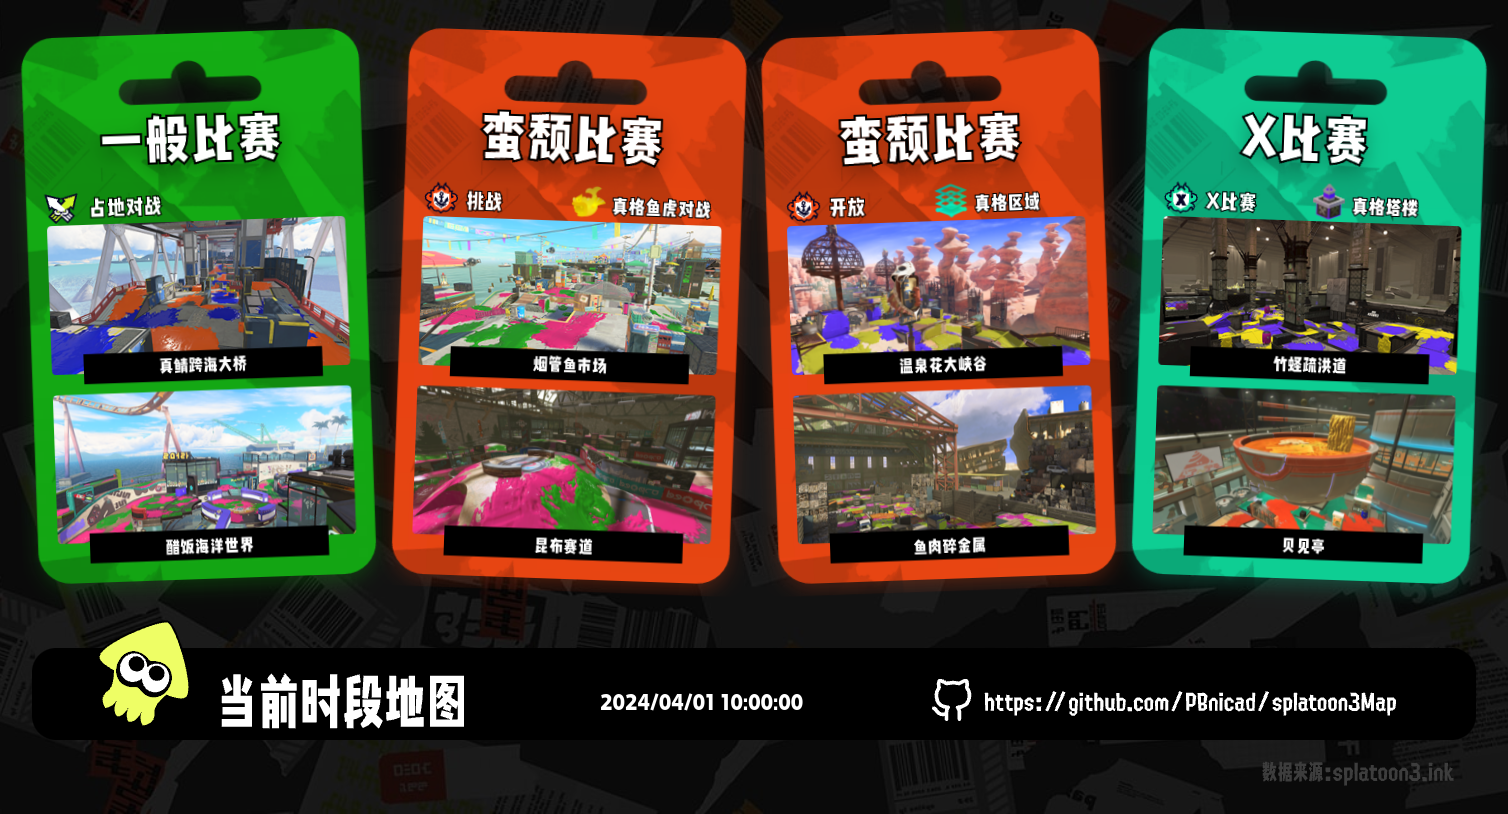 一般比赛
占地对战
真鲷跨海大桥
醋饭海洋世界
蛮颓比赛
挑战
真格鱼虎对战
烟管鱼市场
昆布赛道
蛮颓比赛
开放
真格区域
温泉花大峡谷
鱼肉碎金属
X比赛
X比赛
真格塔楼
竹蛏疏洪道
贝见亭
当前时段地图
2024/04/01 10:00:00
https://github.com/PBnicad/splatoon3Map
数据来源:splatoon3.ink